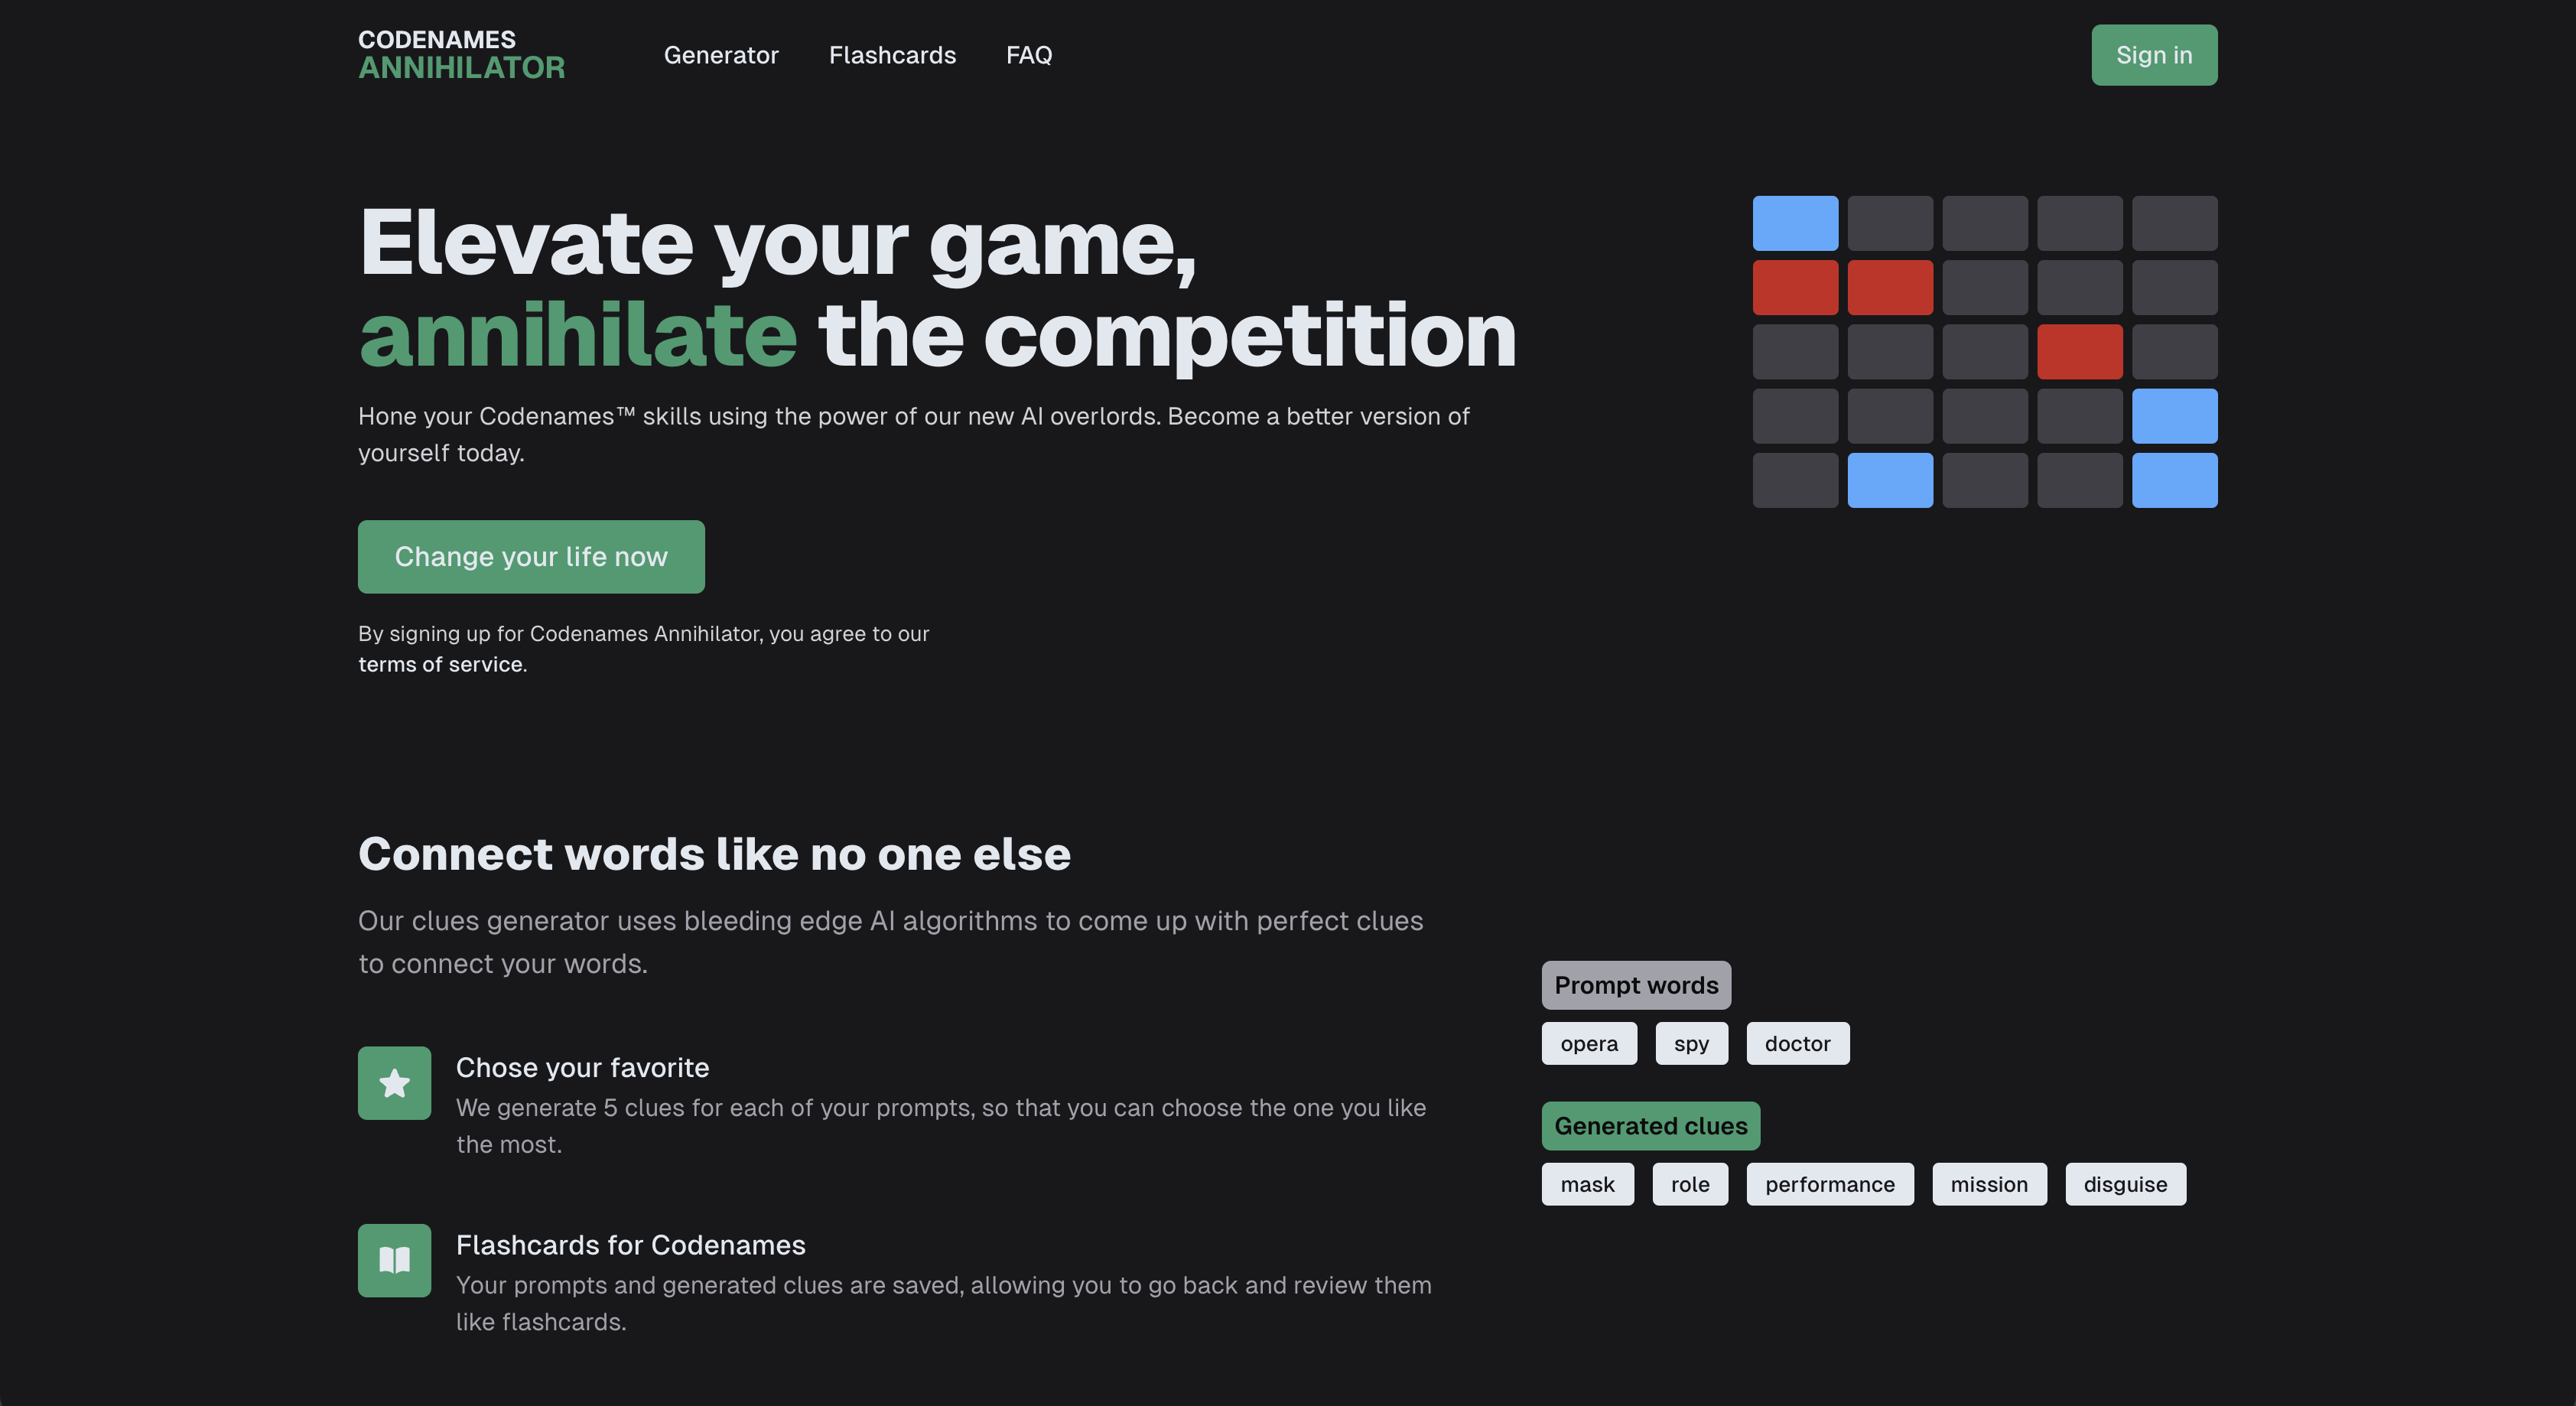 CODENAMES
ANNIHILATOR
Generator
Flashcards
FAQ
Sign in
Elevate your game,
annihilate the competition
Hone your Codenames™ skills using the power of our new AI overlords. Become a better version of
yourself today.
Change your life now
By signing up for Codenames Annihilator, you agree to our
terms of service.
Connect words like no one else
Our clues generator uses bleeding edge AI algorithms to come up with perfect clues
to connect your words.
Chose your favorite
We generate 5 clues for each of your prompts, so that you can choose the one you like
the most.
Flashcards for Codenames
Your prompts and generated clues are saved, allowing you to go back and review them
like flashcards.
Prompt words
opera
spy
doctor
Generated clues
mask
role
performance
mission
disguise